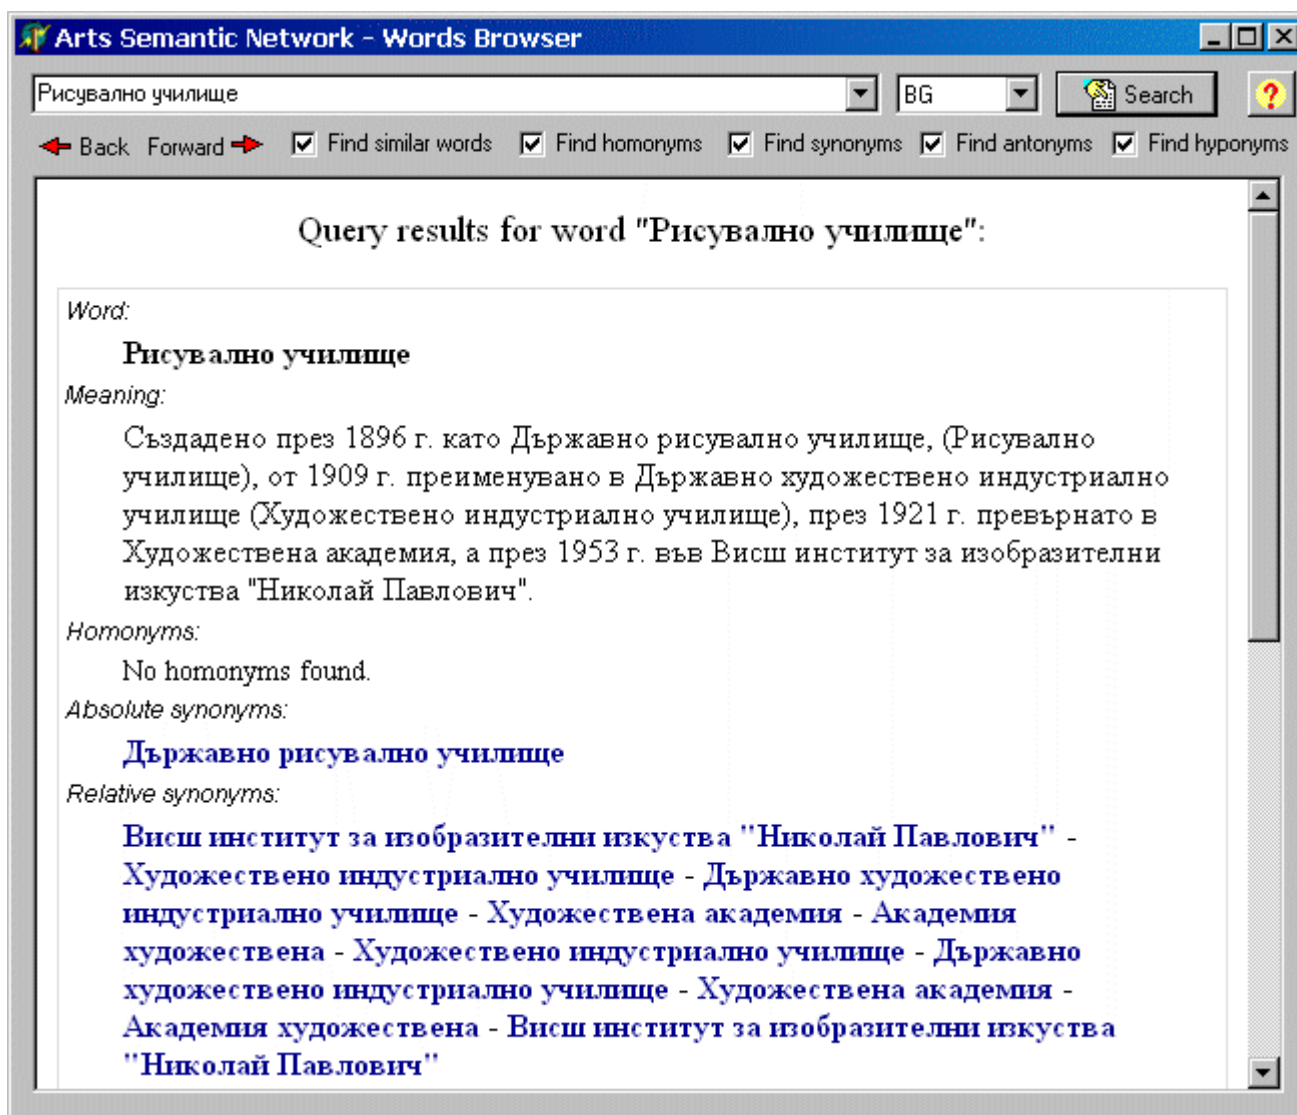 Arts Semantic Network - Words Browser
Рисувално училище BG Search ?
Back Forward Find similar words Find homonyms Find synonyms Find antonyms Find hyponyms
Query results for word "Рисувално училище":
Word:
Рисувално училище
Meaning:
Създадено през 1896 г. като Държавно рисувално училище, (Рисувално
училище), от 1909 г. преименувано в Държавно художествено индустриално
училище (Художествено индустриално училище), през 1921 г. превърнато в
Художествена академия, а през 1953 г. във Висш институт за изобразителни
изкуства "Николай Павлович".
Homonyms:
No homonyms found.
Absolute synonyms:
Държавно рисувално училище
Relative synonyms:
Висш институт за изобразителни изкуства "Николай Павлович" -
Художествено индустриално училище - Държавно художествено
индустриално училище - Художествена академия - Академия
художествена - Художествено индустриално училище - Държавно
художествено индустриално училище - Художествена академия -
Академия художествена - Висш институт за изобразителни изкуства
"Николай Павлович"